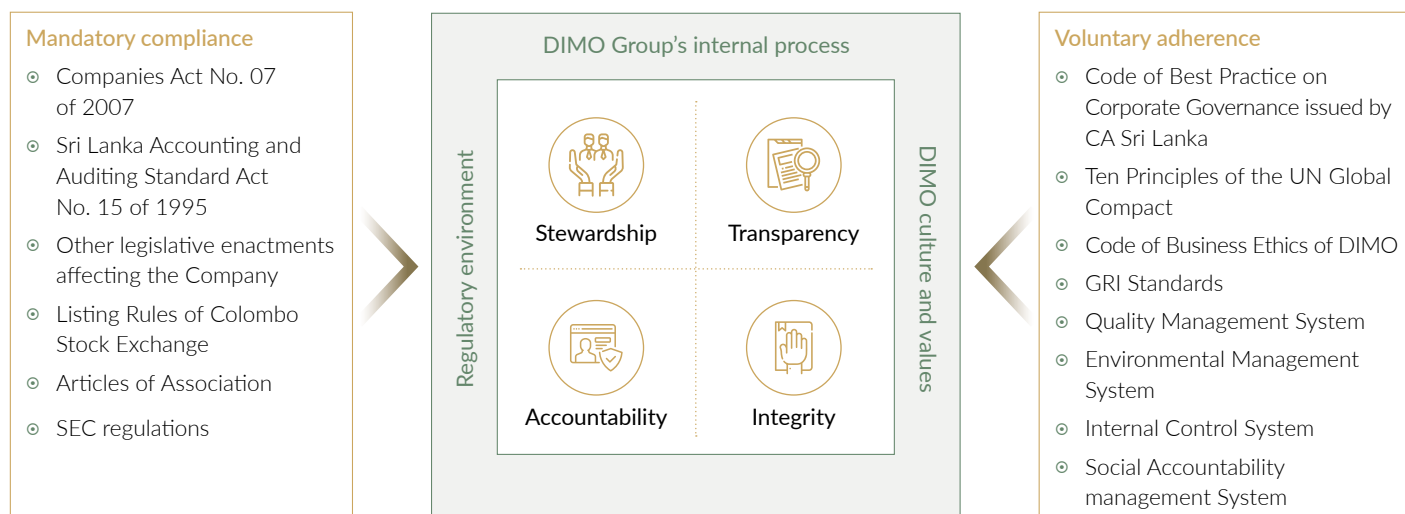 Mandatory compliance
Companies Act No. 07
of 2007
Sri Lanka Accounting and
Auditing Standard Act
No. 15 of 1995
Other legislative enactments
affecting the Company
Listing Rules of Colombo
Stock Exchange
Articles of Association
SEC regulations
DIMO Group’s internal process
Regulatory environment
Stewardship
Transparency
Accountability
Integrity
DIMO culture and values
Voluntary adherence
Code of Best Practice on
Corporate Governance issued by
CA Sri Lanka
Ten Principles of the UN Global
Compact
Code of Business Ethics of DIMO
GRI Standards
Quality Management System
Environmental Management
System
Internal Control System
Social Accountability
management System